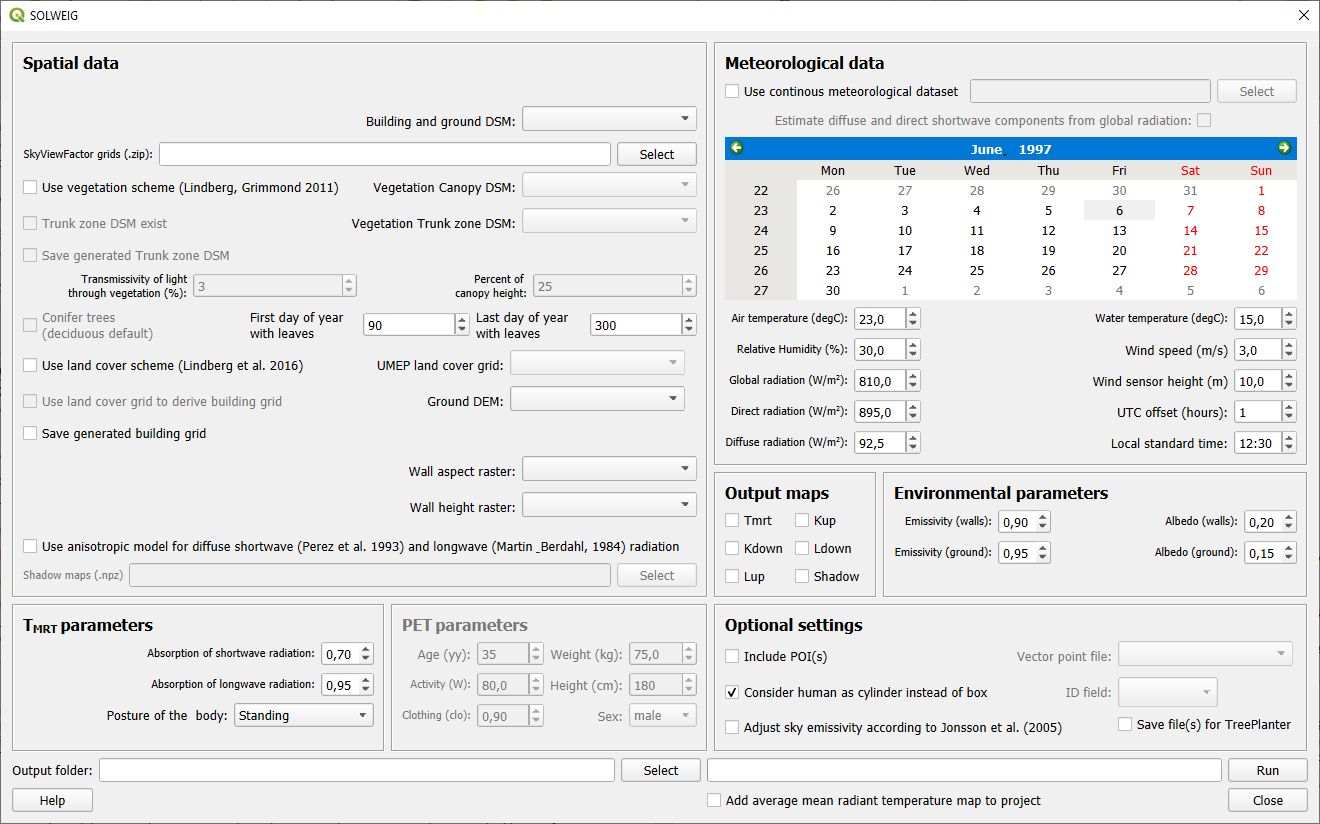 SOLWEIG
Spatial data
Building and ground DSM:
SkyViewFactor grids (.zip):
Select
Use vegetation scheme (Lindberg, Grimmond 2011)
Vegetation Canopy DSM:
Trunk zone DSM exist
Vegetation Trunk zone DSM:
Save generated Trunk zone DSM
Transmissivity of light
through vegetation (%):
3
Percent of
canopy height:
25
Conifer trees
(deciduous default)
First day of year
with leaves
90
Last day of year
with leaves
300
Use land cover scheme (Lindberg et al. 2016)
UMEP land cover grid:
Use land cover grid to derive building grid
Ground DEM:
Save generated building grid
Wall aspect raster:
Wall height raster:
Use anisotropic model for diffuse shortwave (Perez et al. 1993) and longwave (Martin_Berdahl, 1984) radiation
Shadow maps (.npz)
Select
Meteorological data
Use continous meteorological dataset
Select
Estimate diffuse and direct shortwave components from global radiation:
June, 1997
Mon Tue Wed Thu Fri Sat Sun
22 26 27 28 29 30 31 1
23 2 3 4 5 6 7 8
24 9 10 11 12 13 14 15
25 16 17 18 19 20 21 22
26 23 24 25 26 27 28 29
27 30 1 2 3 4 5 6
Air temperature (degC): 23,0
Water temperature (degC): 15,0
Relative Humidity (%): 30,0
Wind speed (m/s) 3,0
Global radiation (W/m²): 810,0
Wind sensor height (m) 10,0
Direct radiation (W/m²): 895,0
UTC offset (hours): 1
Diffuse radiation (W/m²): 92,5
Local standard time: 12:30
Output maps
Tmrt Kup
Kdown Ldown
Lup Shadow
Environmental parameters
Emissivity (walls): 0,90
Albedo (walls): 0,20
Emissivity (ground): 0,95
Albedo (ground): 0,15
TMRT parameters
Absorption of shortwave radiation: 0,70
Absorption of longwave radiation: 0,95
Posture of the body: Standing
PET parameters
Age (yy): 35 Weight (kg): 75,0
Activity (W): 80,0 Height (cm): 180
Clothing (clo): 0,90 Sex: male
Optional settings
Include POI(s)
Vector point file:
Consider human as cylinder instead of box
ID field:
Adjust sky emissivity according to Jonsson et al. (2005)
Save file(s) for TreePlanter
Output folder:
Select
Run
Help
Add average mean radiant temperature map to project
Close